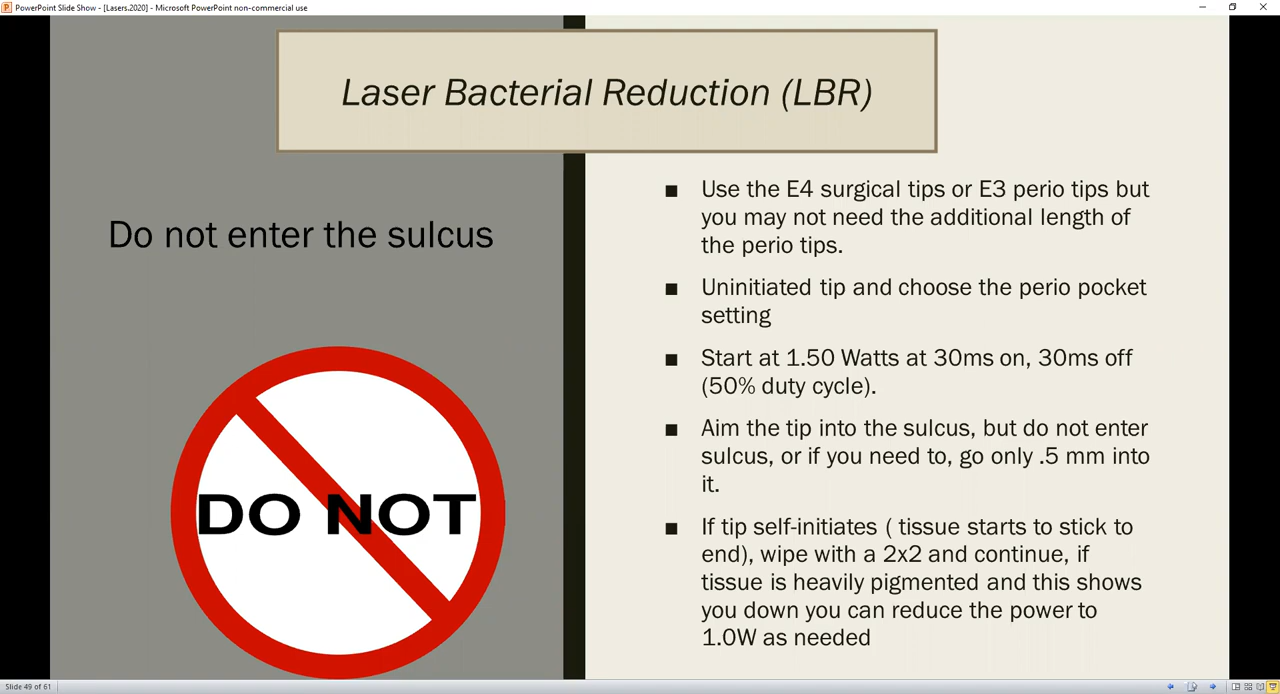 PowerPoint Slide Show - [Lasers.2020] - Microsoft PowerPoint non-commercial use
Laser Bacterial Reduction (LBR)
Do not enter the sulcus
DO NOT
■ Use the E4 surgical tips or E3 perio tips but
you may not need the additional length of
the perio tips.
■ Uninitiated tip and choose the perio pocket
setting
■ Start at 1.50 Watts at 30ms on, 30ms off
(50% duty cycle).
■ Aim the tip into the sulcus, but do not enter
sulcus, or if you need to, go only .5 mm into
it.
■ If tip self-initiates ( tissue starts to stick to
end), wipe with a 2x2 and continue, if
tissue is heavily pigmented and this shows
you down you can reduce the power to
1.0W as needed
Slide 49 of 61